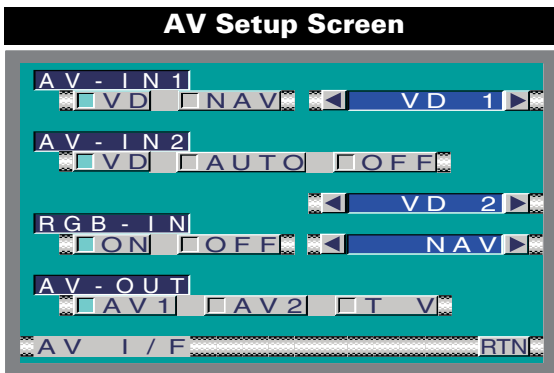 AV Setup Screen
AV-IN1
VD NAV ◀ VD 1 ▶
AV-IN2
VD AUTO OFF
◀ VD 2 ▶
RGB-IN
ON OFF ◀ NAV ▶
AV-OUT
AV1 AV2 TV
AV I/F RTN